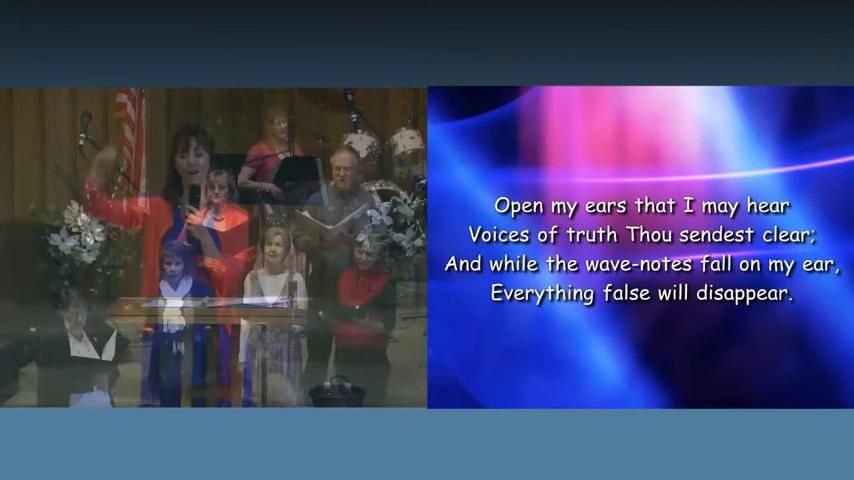 Open my ears that I may hear
Voices of truth Thou sendest clear;
And while the wave-notes fall on my ear,
Everything false will disappear.